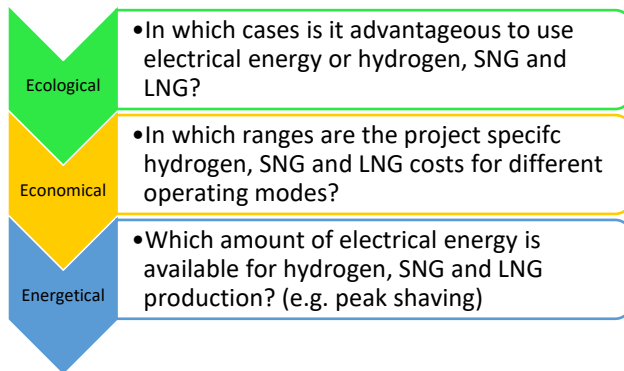 Ecological
•In which cases is it advantageous to use
electrical energy or hydrogen, SNG and
LNG?
Economical
•In which ranges are the project specifc
hydrogen, SNG and LNG costs for different
operating modes?
Energetical
•Which amount of electrical energy is
available for hydrogen, SNG and LNG
production? (e.g. peak shaving)